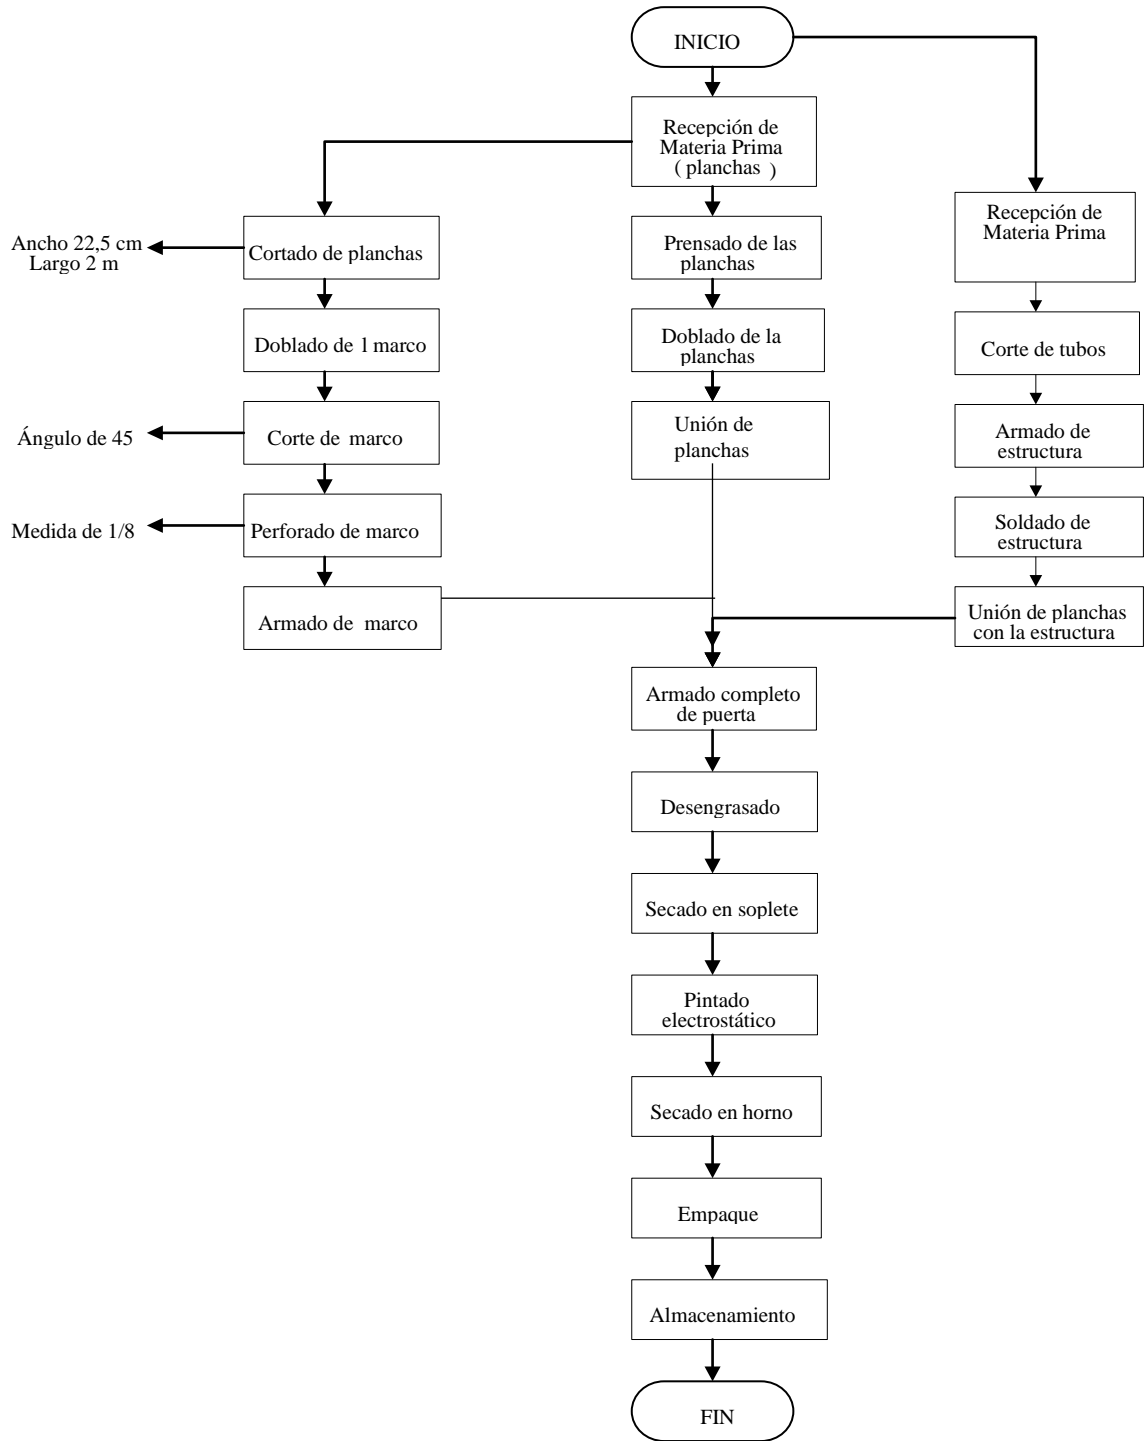 INICIO
Recepción de
Materia Prima
( planchas )
Recepción de
Materia Prima
Ancho 22,5 cm
Largo 2 m
Cortado de planchas
Prensado de las
planchas
Doblado de 1 marco
Doblado de la
planchas
Corte de tubos
Ángulo de 45
Corte de marco
Unión de
planchas
Armado de
estructura
Medida de 1/8
Perforado de marco
Soldado de
estructura
Armado de marco
Unión de planchas
con la estructura
Armado completo
de puerta
Desengrasado
Secado en soplete
Pintado
electrostático
Secado en horno
Empaque
Almacenamiento
FIN